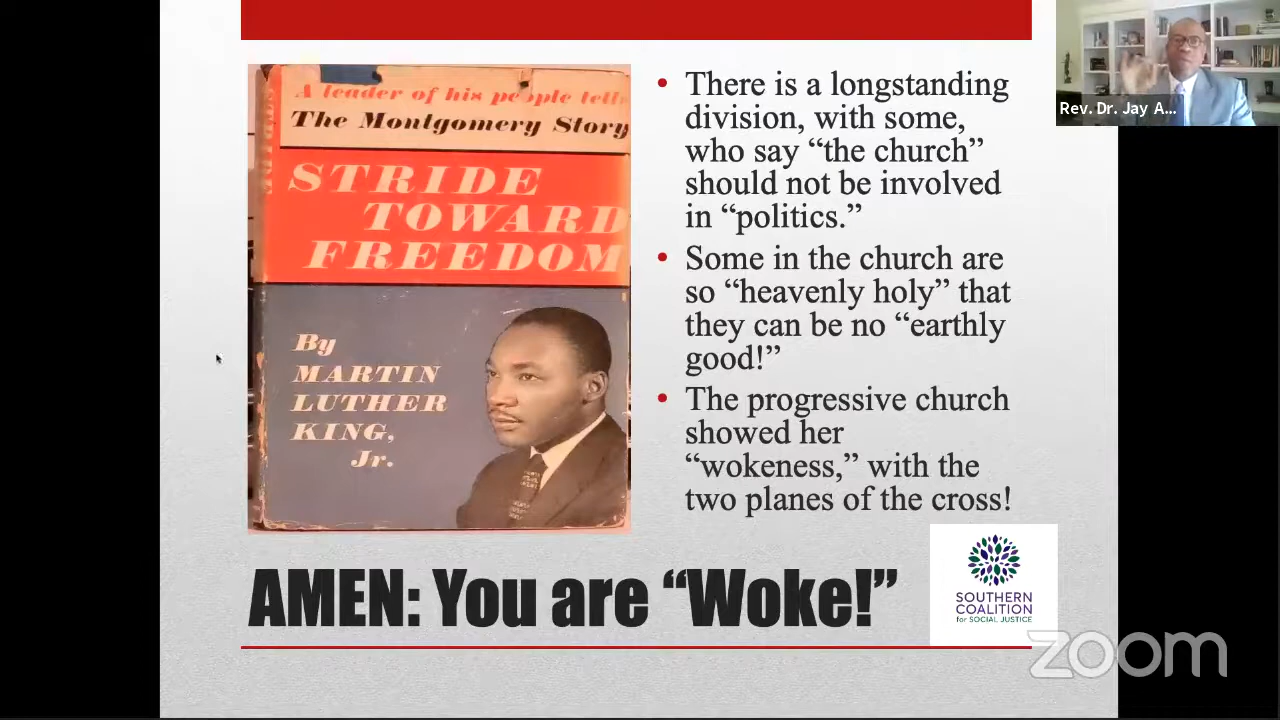 A leader of his people tells
The Montgomery Story
STRIDE
TOWARD
FREEDOM
By
MARTIN
LUTHER
KING,
Jr.
• There is a longstanding
division, with some,
who say “the church”
should not be involved
in “politics.”
• Some in the church are
so “heavenly holy” that
they can be no “earthly
good!”
• The progressive church
showed her
“wokeness,” with the
two planes of the cross!
AMEN: You are “Woke!”
SOUTHERN
COALITION
for SOCIAL JUSTICE
Rev. Dr. Jay A...
zoom